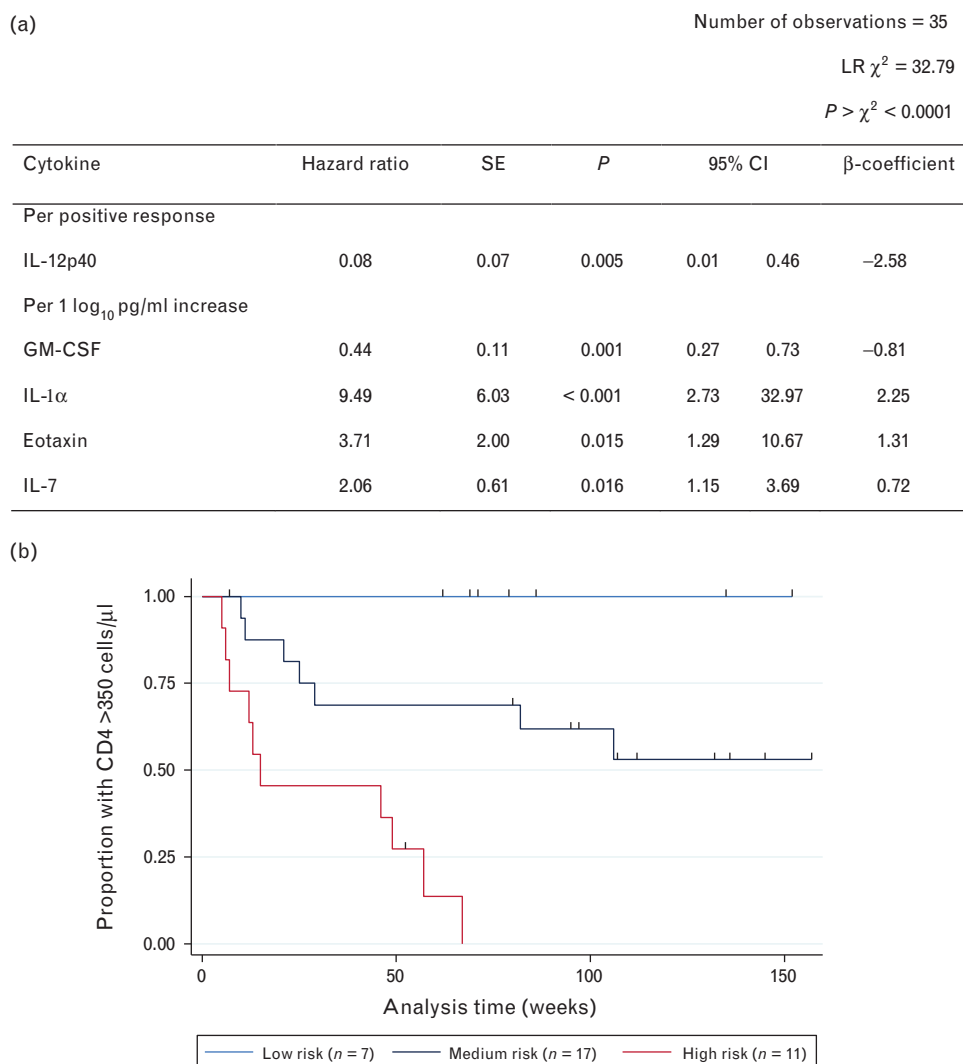 (a)
Number of observations = 35
LR χ² = 32.79
P > χ² < 0.0001
Cytokine Hazard ratio SE P 95% CI β-coefficient
Per positive response
IL-12p40 0.08 0.07 0.005 0.01 0.46 −2.58
Per 1 log₁₀ pg/ml increase
GM-CSF 0.44 0.11 0.001 0.27 0.73 −0.81
IL-1α 9.49 6.03 < 0.001 2.73 32.97 2.25
Eotaxin 3.71 2.00 0.015 1.29 10.67 1.31
IL-7 2.06 0.61 0.016 1.15 3.69 0.72
(b)
Proportion with CD4 >350 cells/μl
1.00
0.75
0.50
0.25
0.00
0 50 100 150
Analysis time (weeks)
Low risk (n = 7) Medium risk (n = 17) High risk (n = 11)